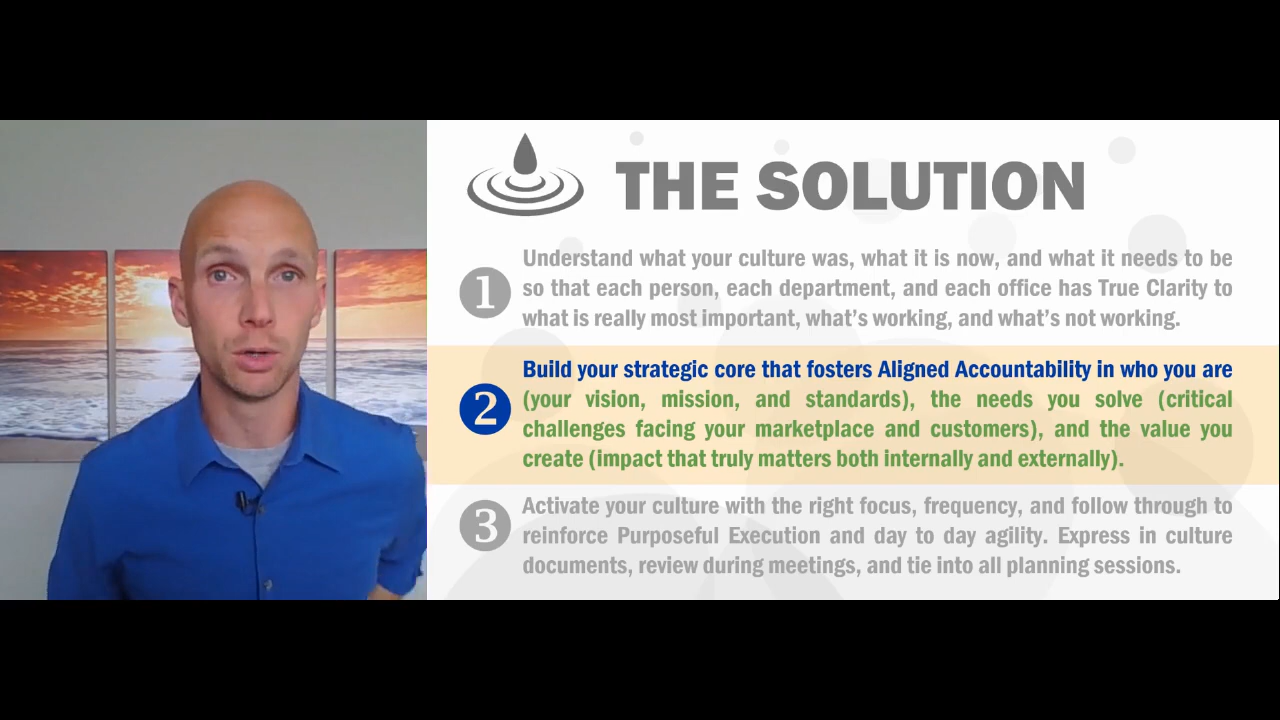 THE SOLUTION
1
Understand what your culture was, what it is now, and what it needs to be
so that each person, each department, and each office has True Clarity to
what is really most important, what's working, and what's not working.
2
Build your strategic core that fosters Aligned Accountability in who you are
(your vision, mission, and standards), the needs you solve (critical
challenges facing your marketplace and customers), and the value you
create (impact that truly matters both internally and externally).
3
Activate your culture with the right focus, frequency, and follow through to
reinforce Purposeful Execution and day to day agility. Express in culture
documents, review during meetings, and tie into all planning sessions.